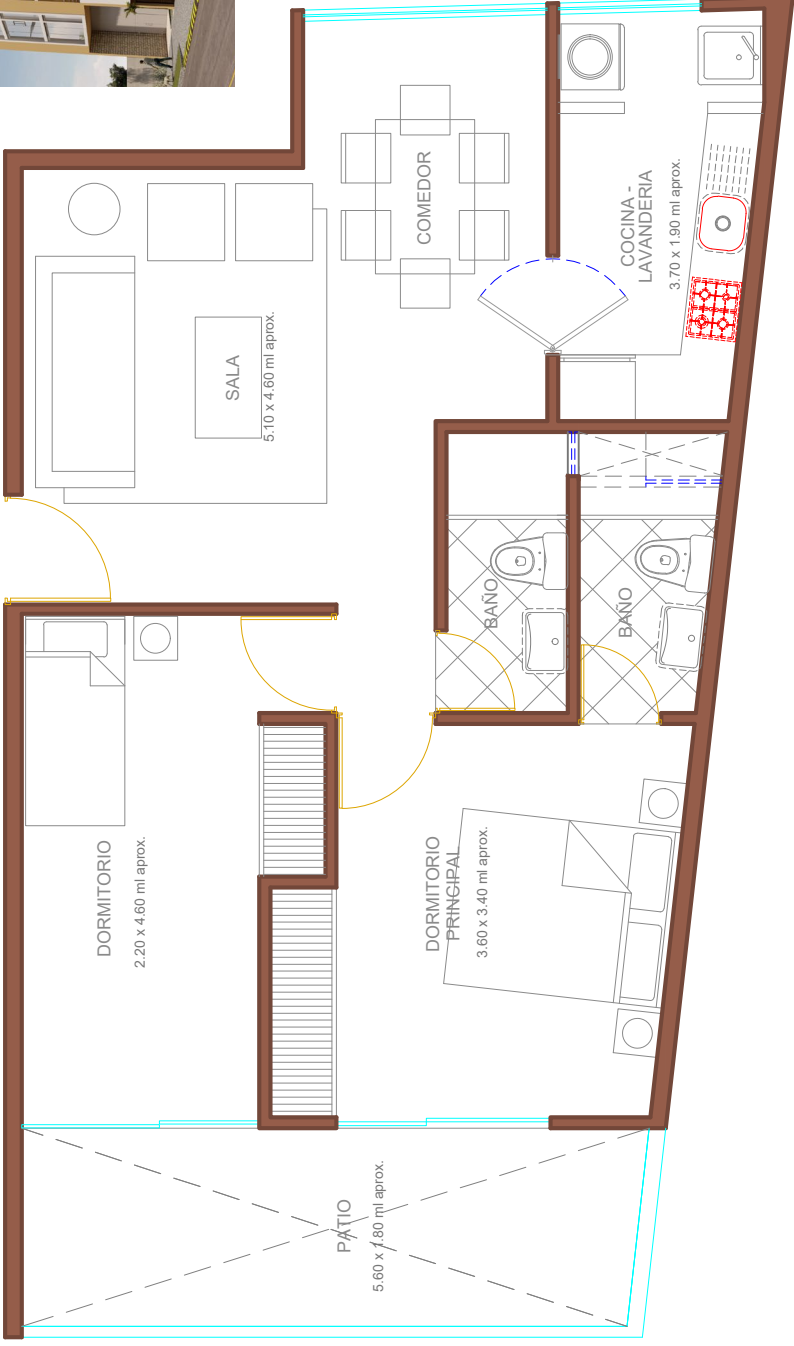 SALA
5.10 x 4.60 ml aprox.
COMEDOR
COCINA -
LAVANDERIA
3.70 x 1.90 ml aprox.
BAÑO
BAÑO
DORMITORIO
2.20 x 4.60 ml aprox.
DORMITORIO
PRINCIPAL
3.60 x 3.40 ml aprox.
PATIO
5.60 x 1.80 ml aprox.